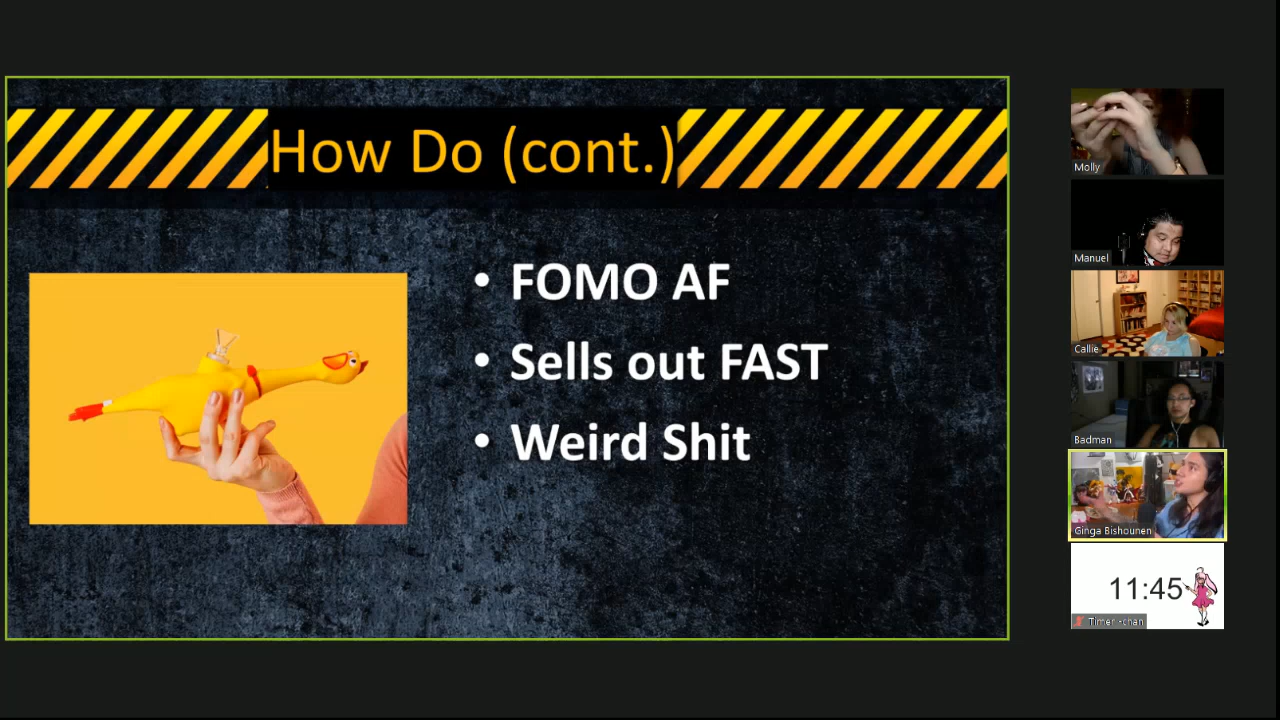 How Do (cont.)
• FOMO AF
• Sells out FAST
• Weird Shit
Molly
Manuel
Callie
Badman
Ginga Bishounen
11:45
Timer -chan